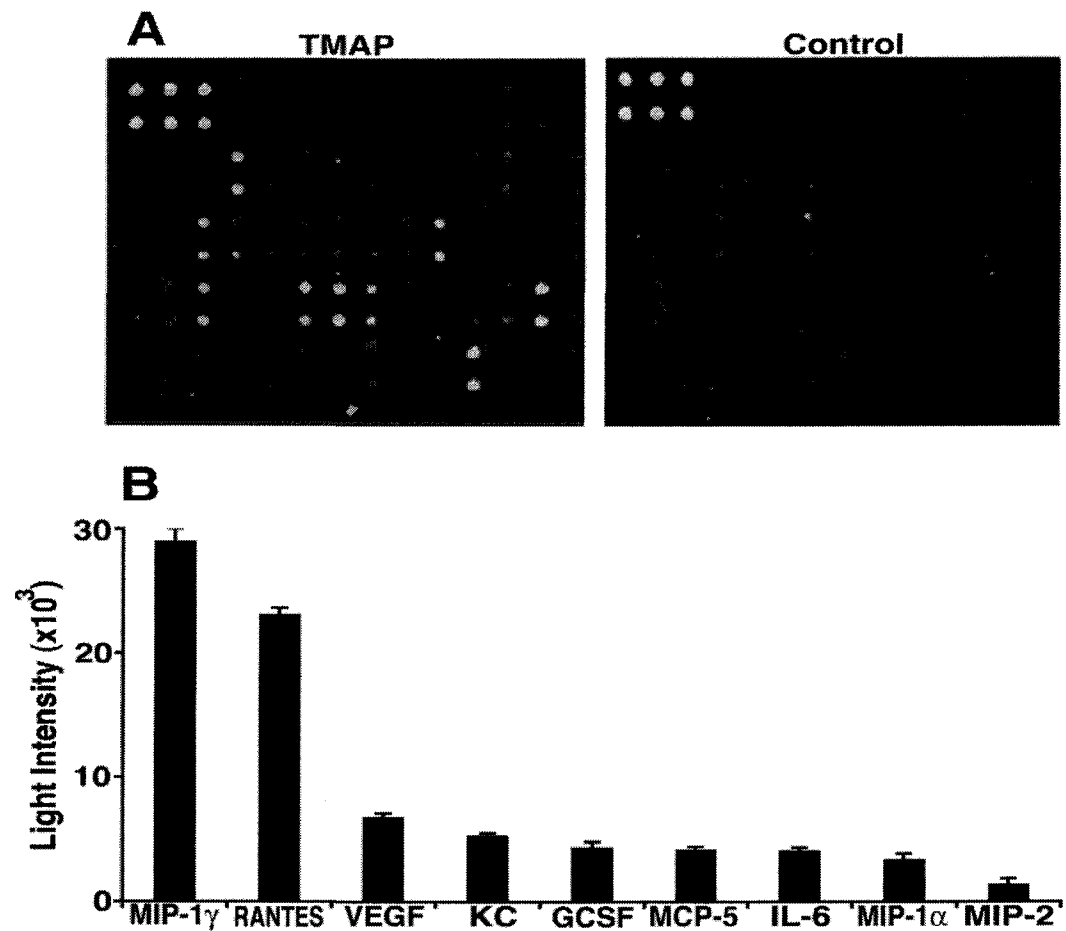 A
TMAP
Control
B
Light Intensity (x10³)
30
20
10
0
MIP-1γ RANTES VEGF KC GCSF MCP-5 IL-6 MIP-1α MIP-2